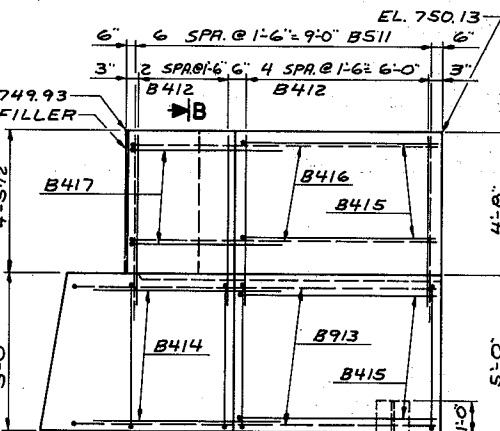 EL. 750.13
6" 6 SPA. @ 1'-6"= 9'-0" B511 6"
3" 2 SPA.@1'-6" 6" 4 SPA. @ 1'-6"= 6'-0" 3"
B412 B412
749.93
B
FILLER
B417
B416
B415
4'-8"
B414
B913
B415
5'-0"
1'-0"